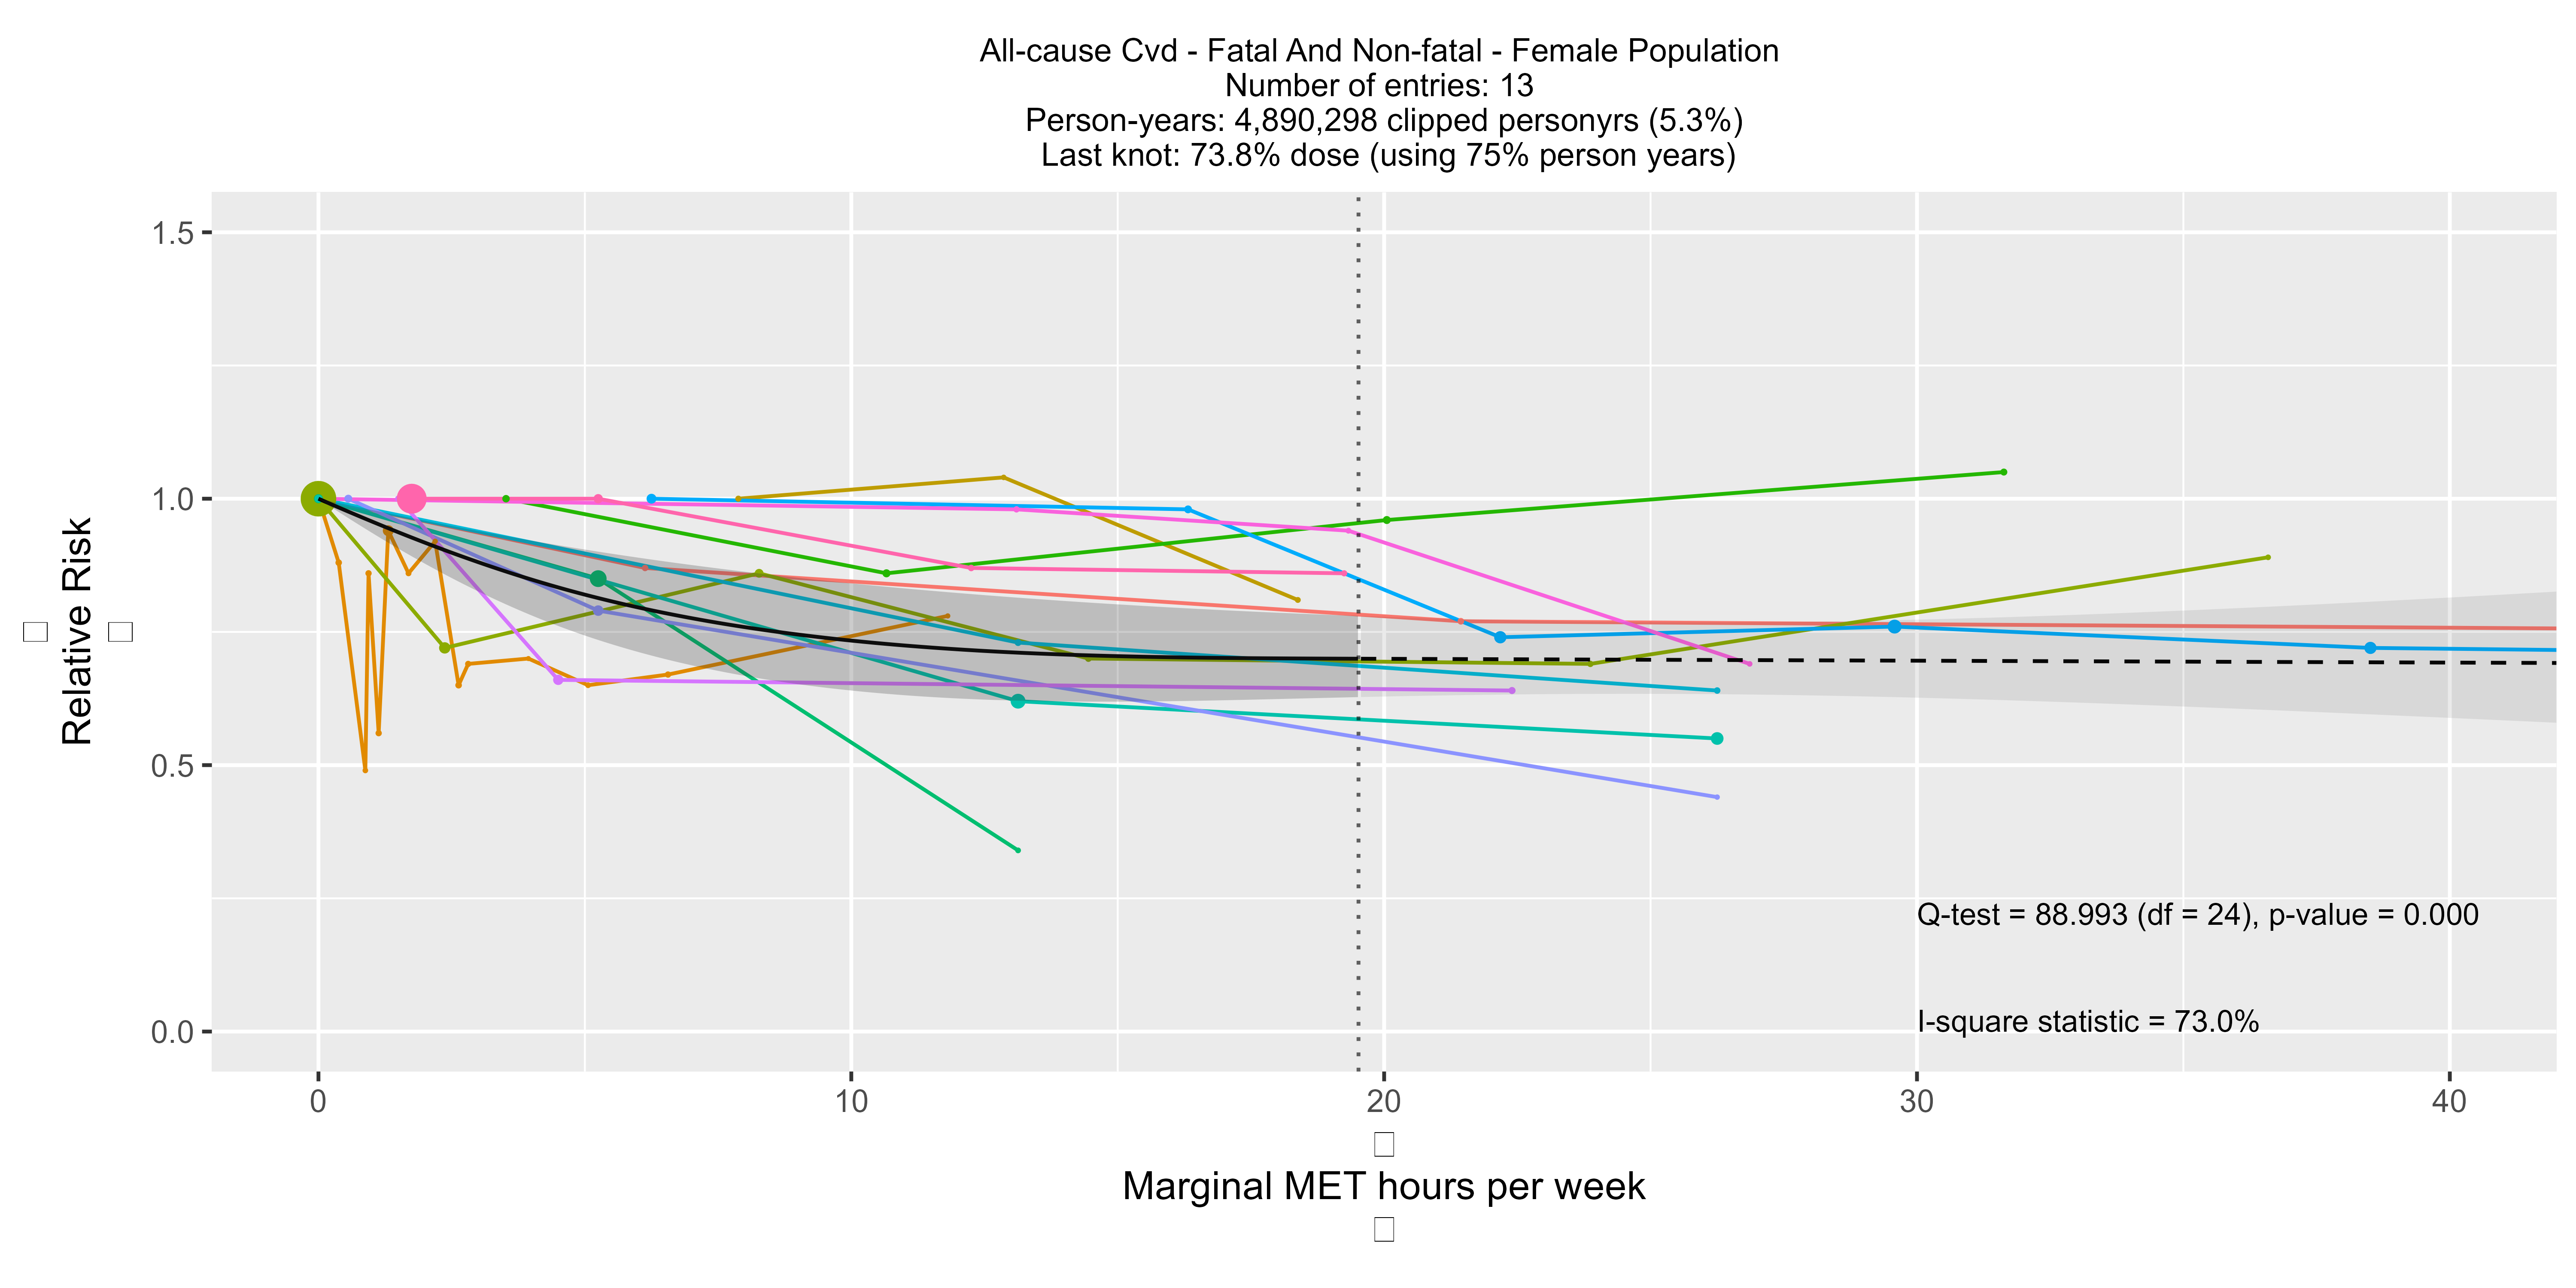 All-cause Cvd - Fatal And Non-fatal - Female Population
Number of entries: 13
Person-years: 4,890,298 clipped personyrs (5.3%)
Last knot: 73.8% dose (using 75% person years)
1.5
1.0
0.5
0.0
Relative Risk
Q-test = 88.993 (df = 24), p-value = 0.000
I-square statistic = 73.0%
0 10 20 30 40
Marginal MET hours per week